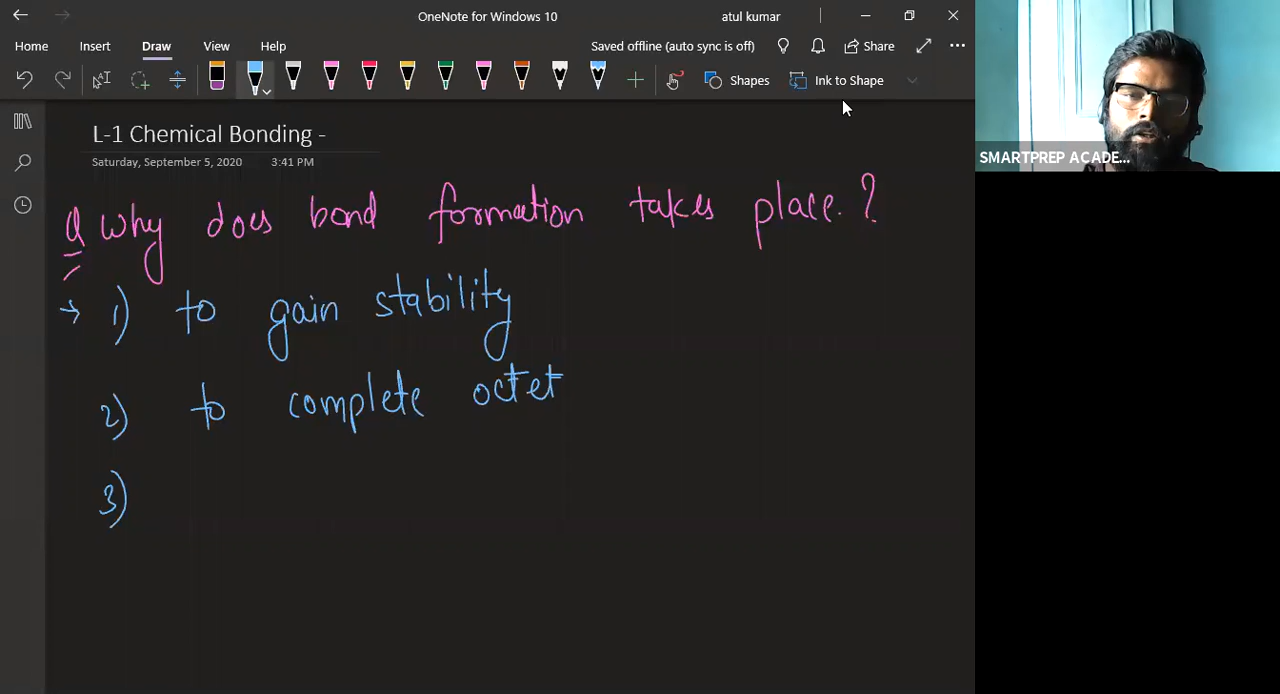 OneNote for Windows 10
atul kumar
Home Insert Draw View Help
Saved offline (auto sync is off)
Share
Shapes
Ink to Shape
L-1 Chemical Bonding -
Saturday, September 5, 2020 3:41 PM
SMARTPREP ACADE...
Q why does bond formation takes place. ?
→ 1) to gain stability
2) to complete octet
3)